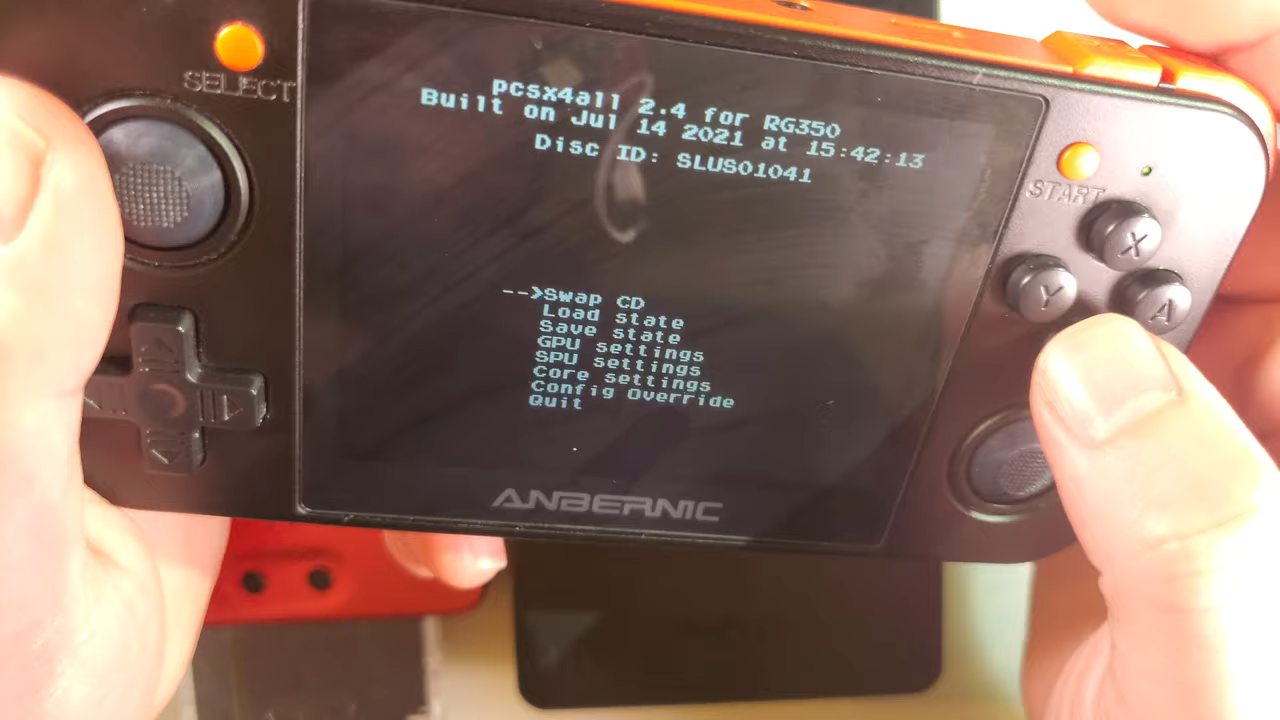 SELECT
pcsx4all 2.4 for RG350
Built on Jul 14 2021 at 15:42:13
Disc ID: SLUS01041
START
X
Y
A
-->Swap CD
Load state
Save state
GPU settings
SPU settings
Core settings
Config Override
Quit
ANBERNIC